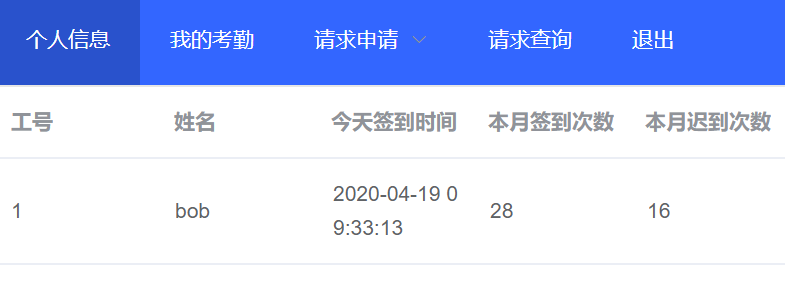 个人信息 我的考勤 请求申请 请求查询 退出
工号 姓名 今天签到时间 本月签到次数 本月迟到次数
1 bob 2020-04-19 0 28 16
9:33:13